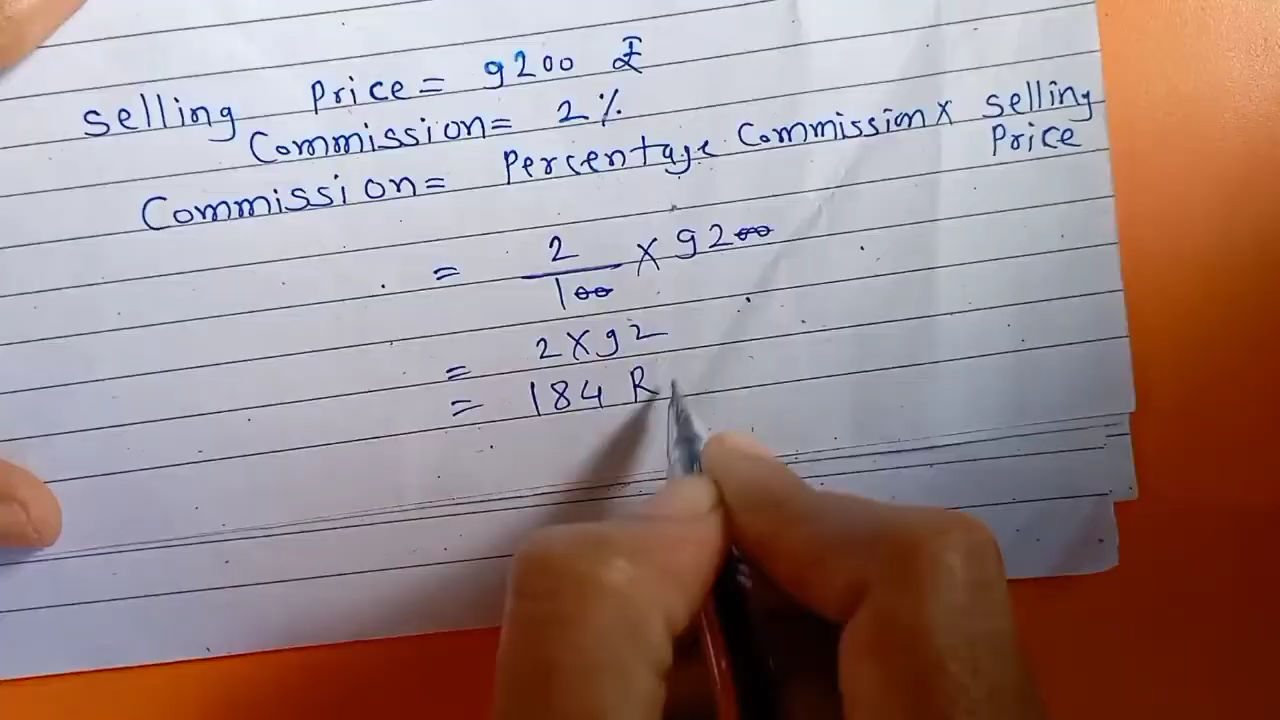 Selling Price = 9200 ₹
Commission = 2 %
Commission = Percentage Commission X Selling Price
= 2/100 X 9200
= 2 X 92
= 184 R